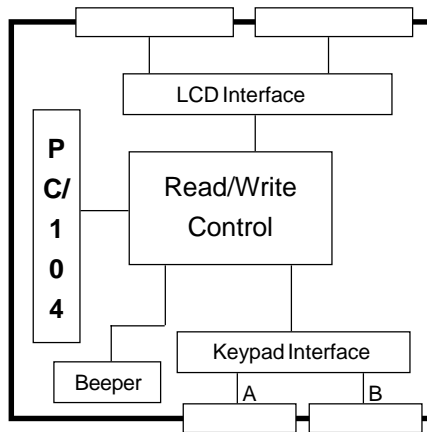 LCD Interface
P
C/
1
0
4
Read/Write
Control
Keypad Interface
Beeper
A
B